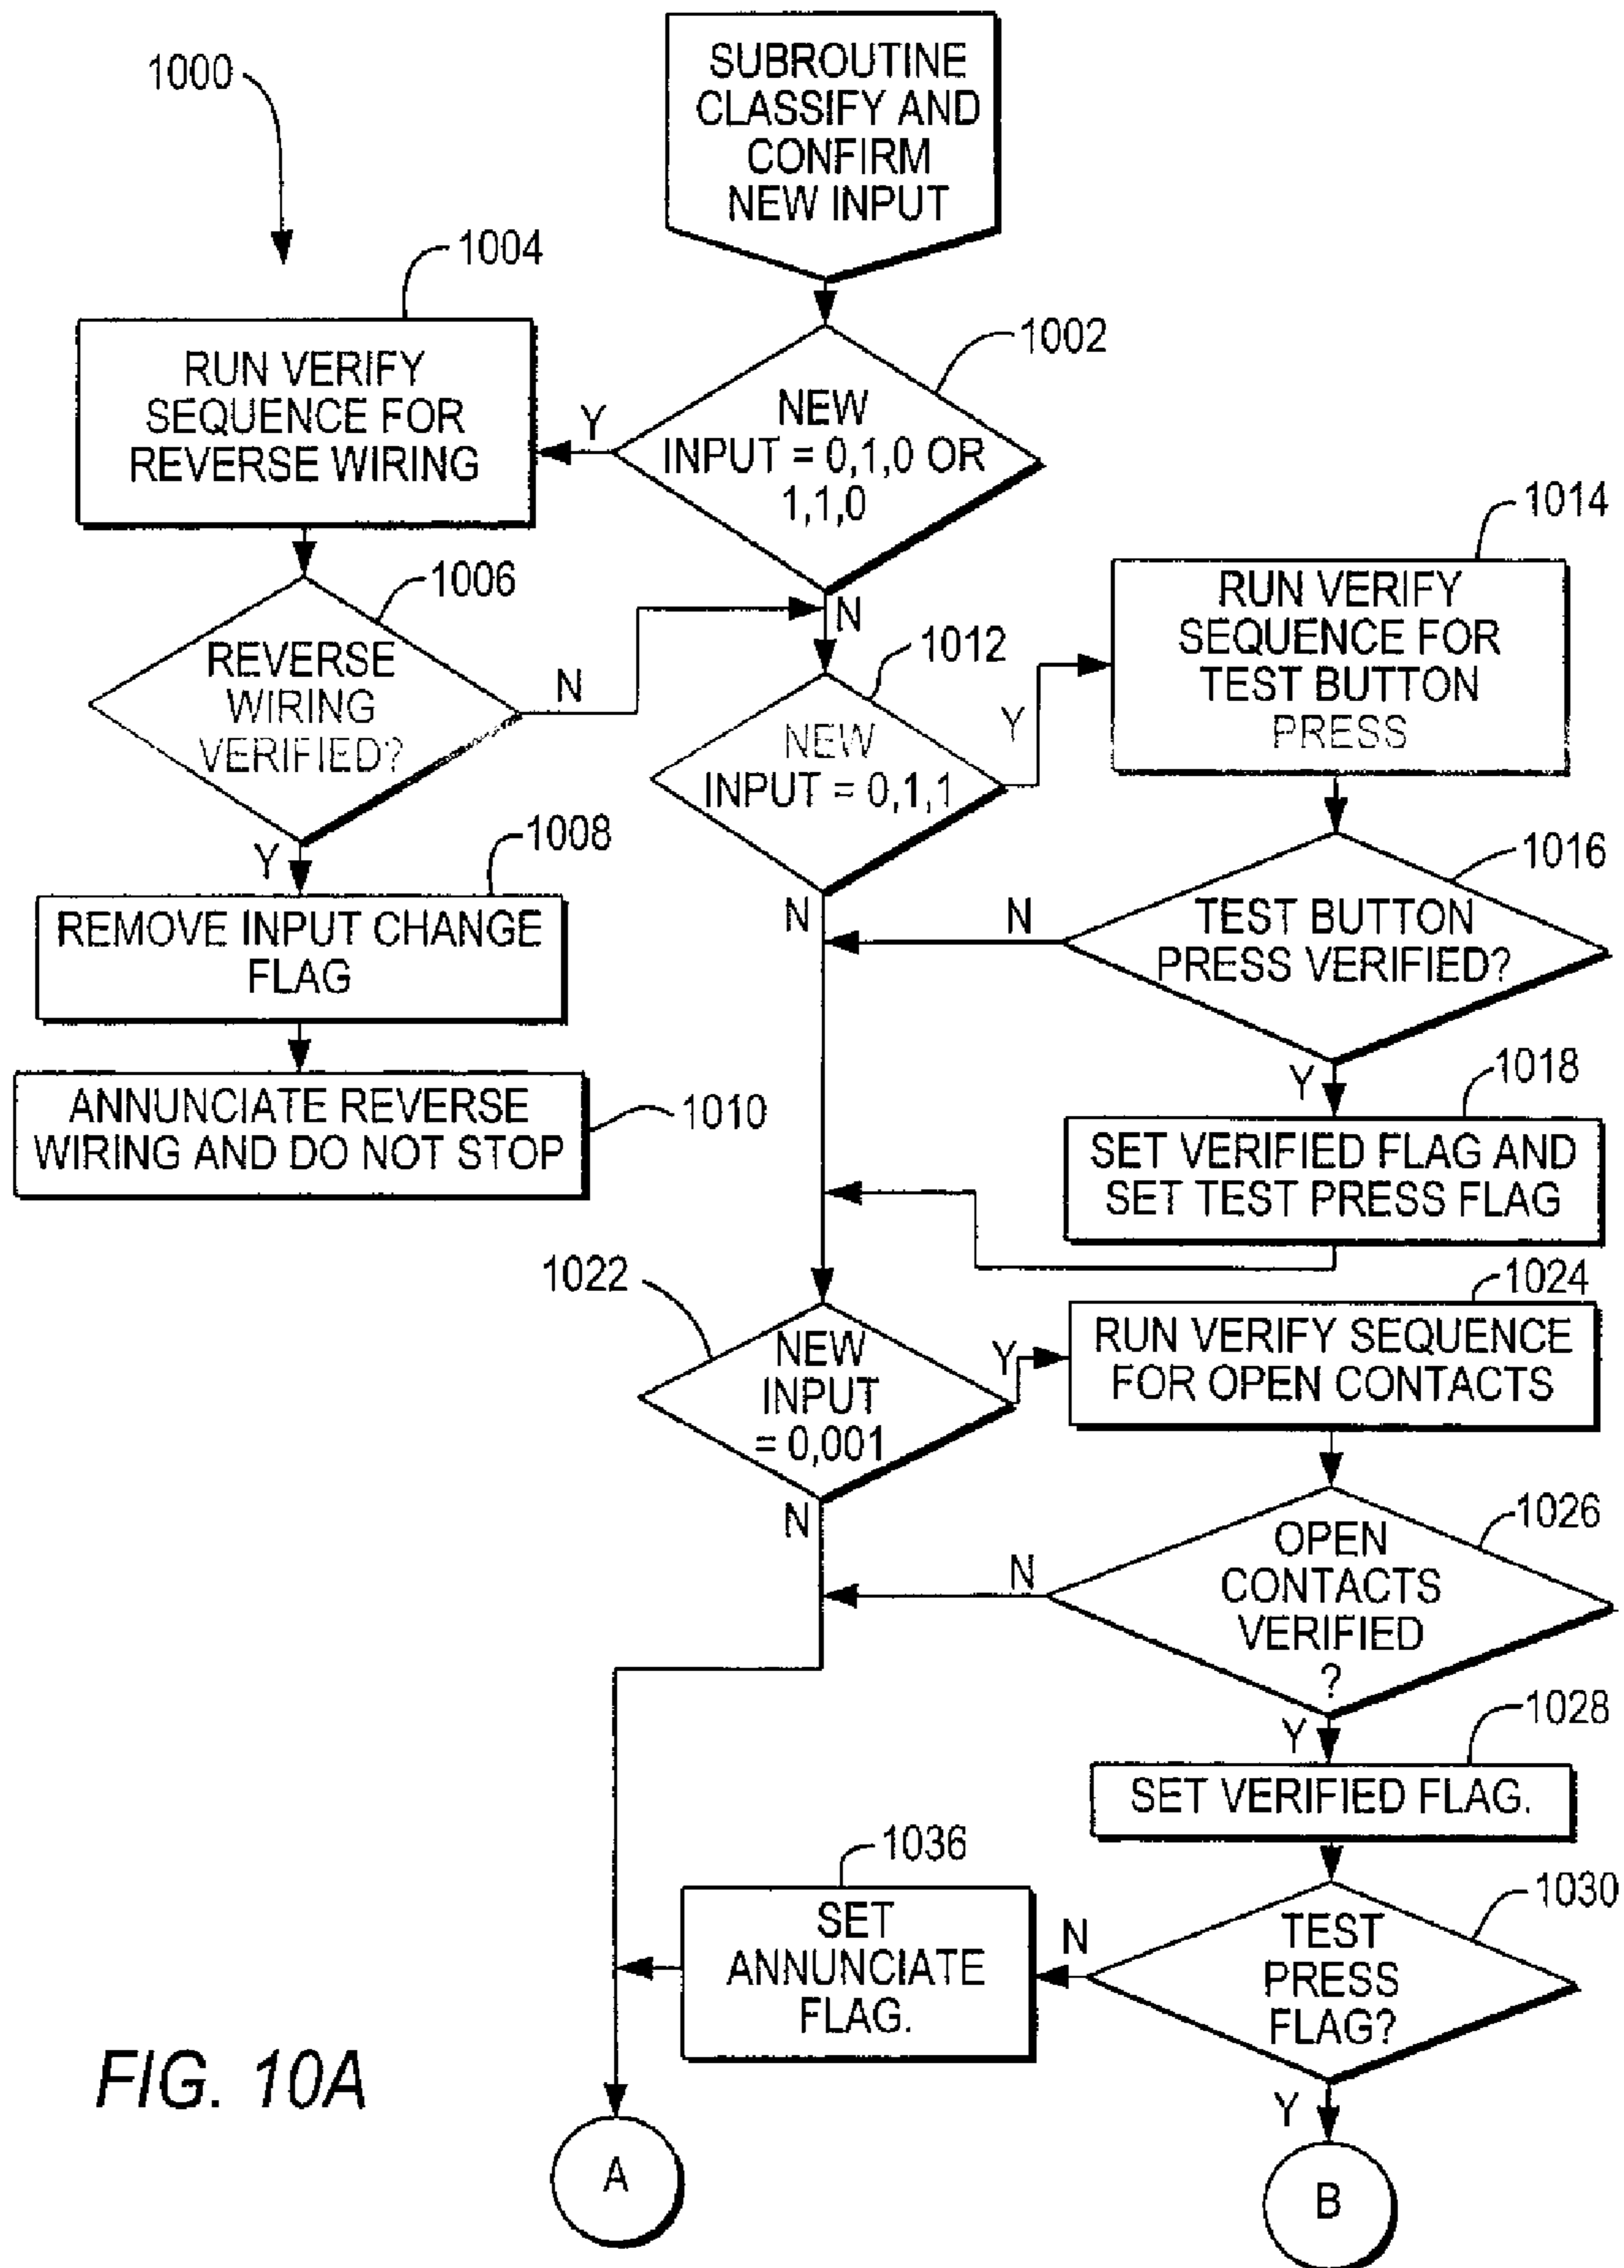 SUBROUTINE
CLASSIFY AND
CONFIRM
NEW INPUT
1000
1004
RUN VERIFY
SEQUENCE FOR
REVERSE WIRING
Y
1002
NEW
INPUT = 0,1,0 OR
1,1,0
N
1006
REVERSE
WIRING
VERIFIED?
N
Y
1008
REMOVE INPUT CHANGE
FLAG
ANNUNCIATE REVERSE
WIRING AND DO NOT STOP
1010
1012
NEW
INPUT = 0,1,1
Y
N
1014
RUN VERIFY
SEQUENCE FOR
TEST BUTTON
PRESS
1016
TEST BUTTON
PRESS VERIFIED?
N
Y
1018
SET VERIFIED FLAG AND
SET TEST PRESS FLAG
1022
NEW
INPUT
= 0,001
Y
N
1024
RUN VERIFY SEQUENCE
FOR OPEN CONTACTS
1026
OPEN
CONTACTS
VERIFIED
?
N
Y
1028
SET VERIFIED FLAG.
1030
TEST
PRESS
FLAG?
N
Y
1036
SET
ANNUNCIATE
FLAG.
A
B
FIG. 10A